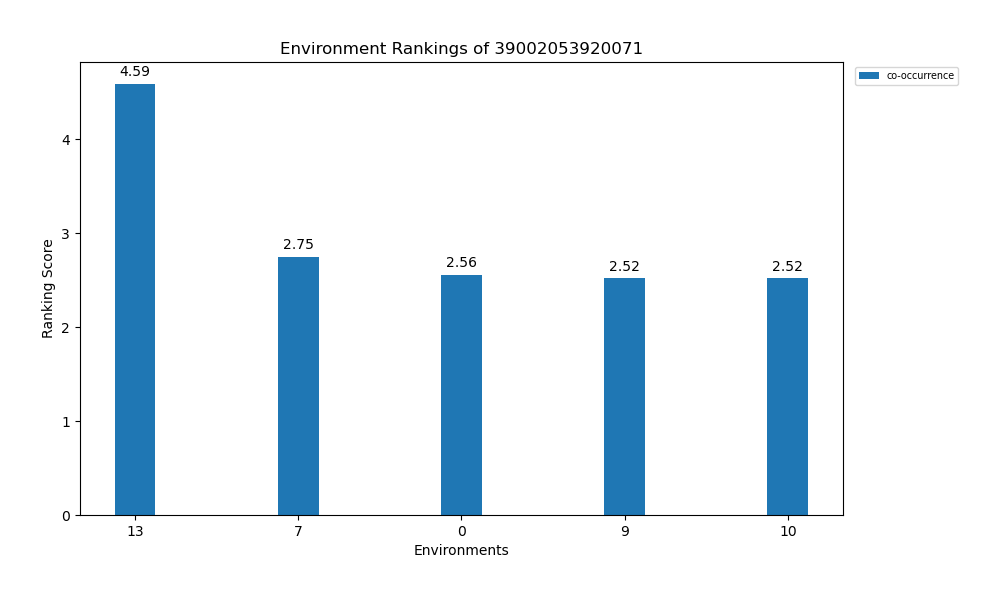 Environment Rankings of 39002053920071
4.59
co-occurrence
4
3
2.75
2.56
2.52
2.52
Ranking Score
2
1
0
13 7 0 9 10
Environments